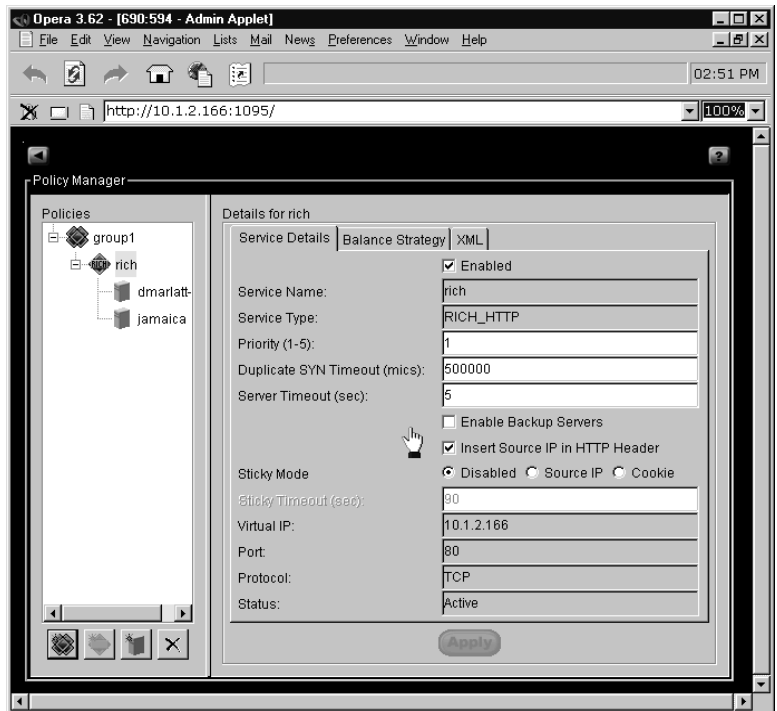 Opera 3.62 - [690:594 - Admin Applet]
File Edit View Navigation Lists Mail News Preferences Window Help
02:51 PM
http://10.1.2.166:1095/
100%
?
Policy Manager
Policies
group1
RICH rich
dmarlatt-
jamaica
Details for rich
Service Details Balance Strategy XML
Enabled
Service Name: rich
Service Type: RICH_HTTP
Priority (1-5): 1
Duplicate SYN Timeout (mics): 500000
Server Timeout (sec): 5
Enable Backup Servers
Insert Source IP in HTTP Header
Sticky Mode Disabled Source IP Cookie
Sticky Timeout (sec): 90
Virtual IP: 10.1.2.166
Port: 80
Protocol: TCP
Status: Active
Apply